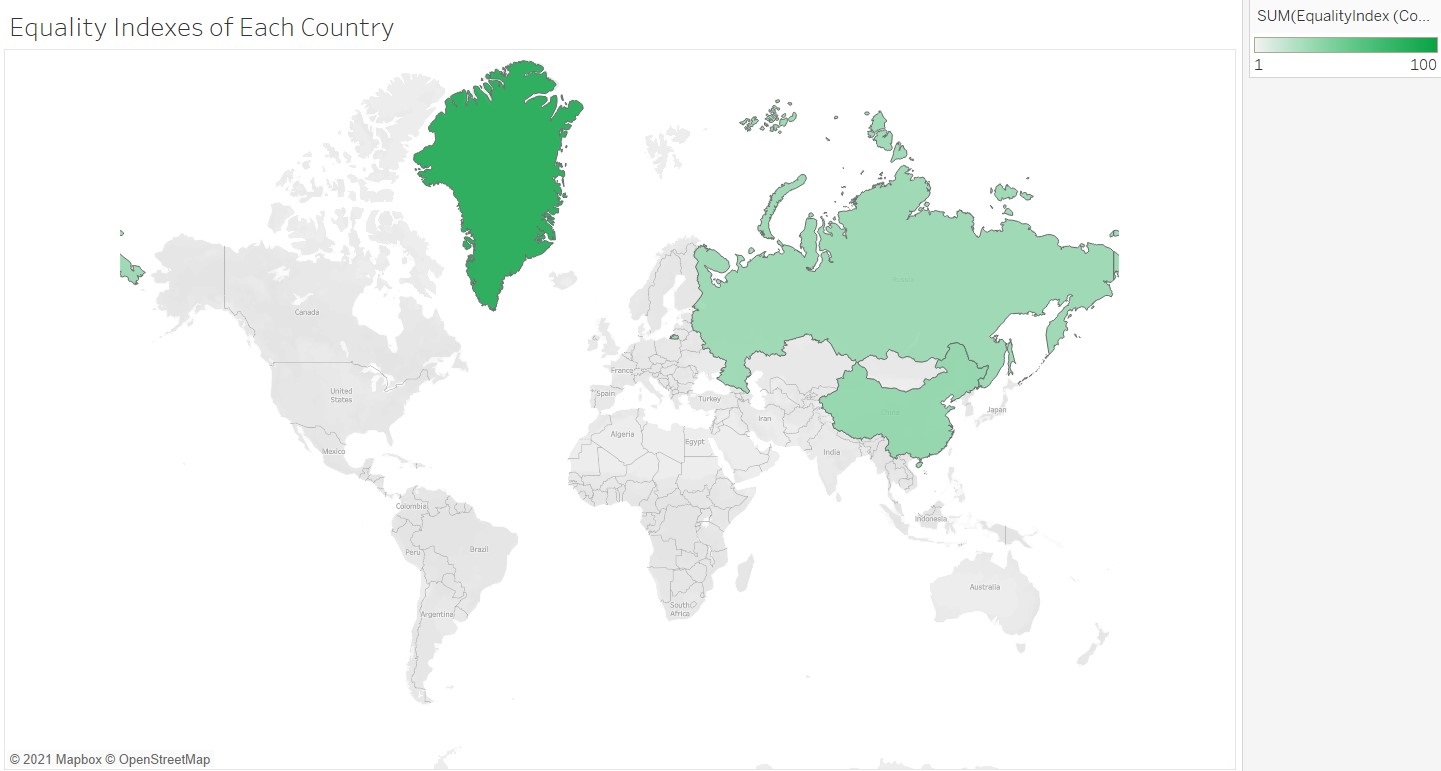 Equality Indexes of Each Country
SUM(EqualityIndex (Co...
1
100
Russia
Canada
France
United
States
Spain
Turkey
China
Japan
Iran
Algeria
Egypt
Mexico
India
Colombia
Indonesia
Peru
Brazil
Australia
South
Africa
Argentina
© 2021 Mapbox © OpenStreetMap